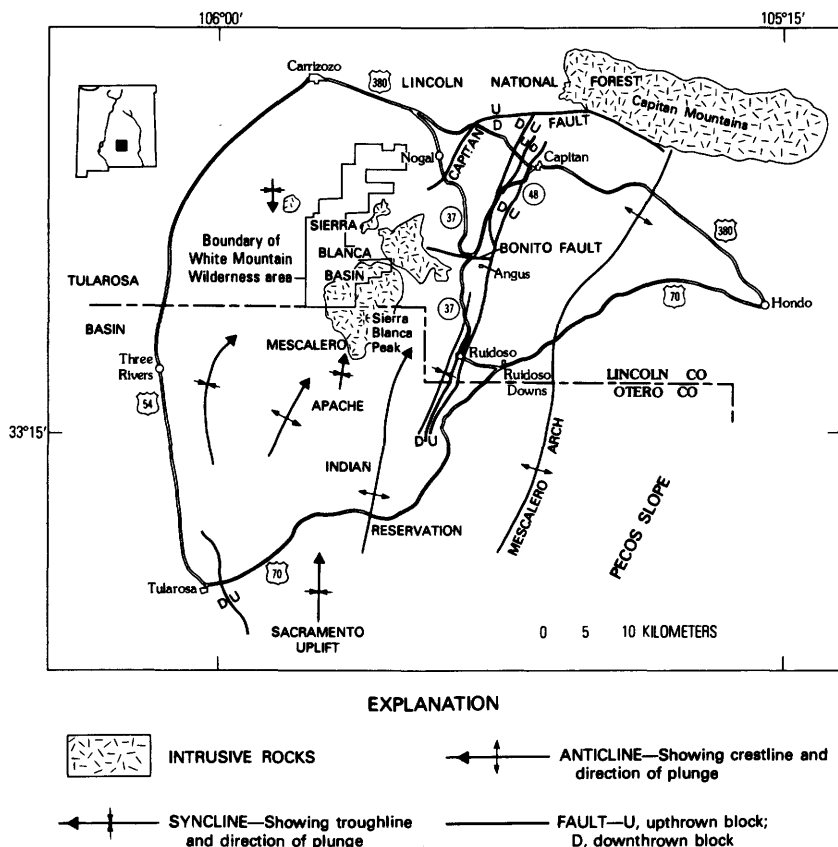 106°00'
105°15'
Carrizozo
380
LINCOLN NATIONAL FOREST
Capitan Mountains
U
D
FAULT
D U
U D
Nogal
CAPITAN
Capitan
48
D U
37
SIERRA
380
Boundary of
White Mountain
Wilderness area
BLANCA
BONITO FAULT
BASIN
Angus
TULAROSA
BASIN
70
Hondo
37
Sierra
Blanca
Peak
MESCALERO
Three
Rivers
Ruidoso
Ruidoso
Downs
LINCOLN CO
OTERO CO
APACHE
54
33°15'
D U
INDIAN
MESCALERO ARCH
PECOS SLOPE
RESERVATION
Tularosa
70
D U
SACRAMENTO
UPLIFT
0 5 10 KILOMETERS
EXPLANATION
INTRUSIVE ROCKS
ANTICLINE—Showing crestline and
direction of plunge
SYNCLINE—Showing troughline
and direction of plunge
FAULT—U, upthrown block;
D, downthrown block